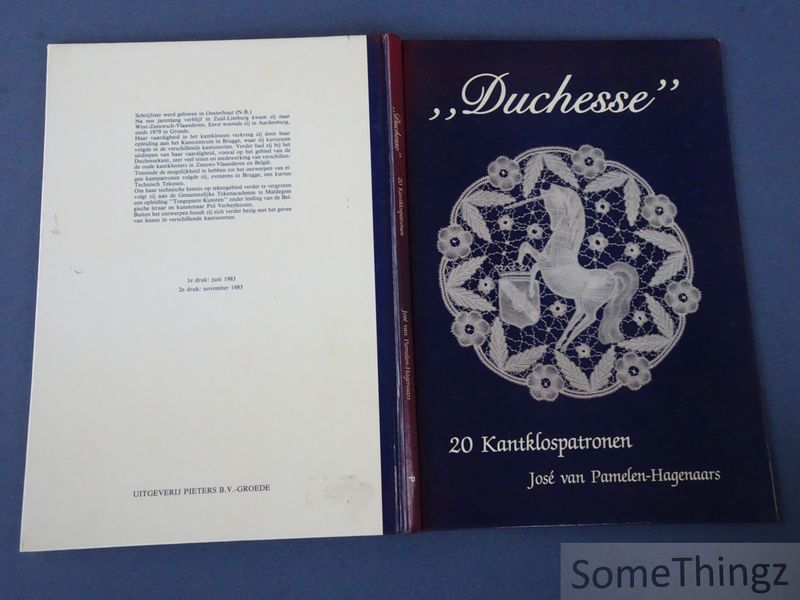 Schrijfster werd geboren in Oosterhout (N.B.)
Na een jarenlang verblijf in Zuid-Limburg kwam zij naar
West-Zeeuwsch-Vlaanderen. Eerst woonde zij in Aardenburg,
sinds 1979 in Groede.
Haar vaardigheid in het kantklossen verkreeg zij door haar
opleiding aan het Kantcentrum in Brugge, waar zij kursussen
volgde in de verschillende kantsoorten. Verder had zij bij het
uitdiepen van haar vaardigheid, vooral op het gebied van de
Duchessekant, zeer veel steun en medewerking van verschillen-
de oude kantklosters in Zeeuws-Vlaanderen en België.
Teneinde de mogelijkheid te hebben tot het ontwerpen van ei-
gen kantpatronen volgde zij, eveneens in Brugge, een kursus
Technisch Tekenen.
Om haar technische kennis op tekengebied verder te vergroten
volgt zij aan de Gemeentelijke Tekenacademie te Maldegem
een opleiding "Toegepaste Kunsten" onder leiding van de Bel-
gische leraar en kunstenaar Pol
Buiten het ontwerpen houdt zij zich verder bezig met het geven
van lessen in verschillende kantsoorten.
1e druk: juni 1983
2e druk: november 1983
UITGEVERIJ PIETERS B.V.-GROEDE
,,Duchesse"
20 Kantklospatronen
José van Pamelen-Hagenaars
P
,,Duchesse"
20 Kantklospatronen
José van Pamelen-Hagenaars
SomeThingz